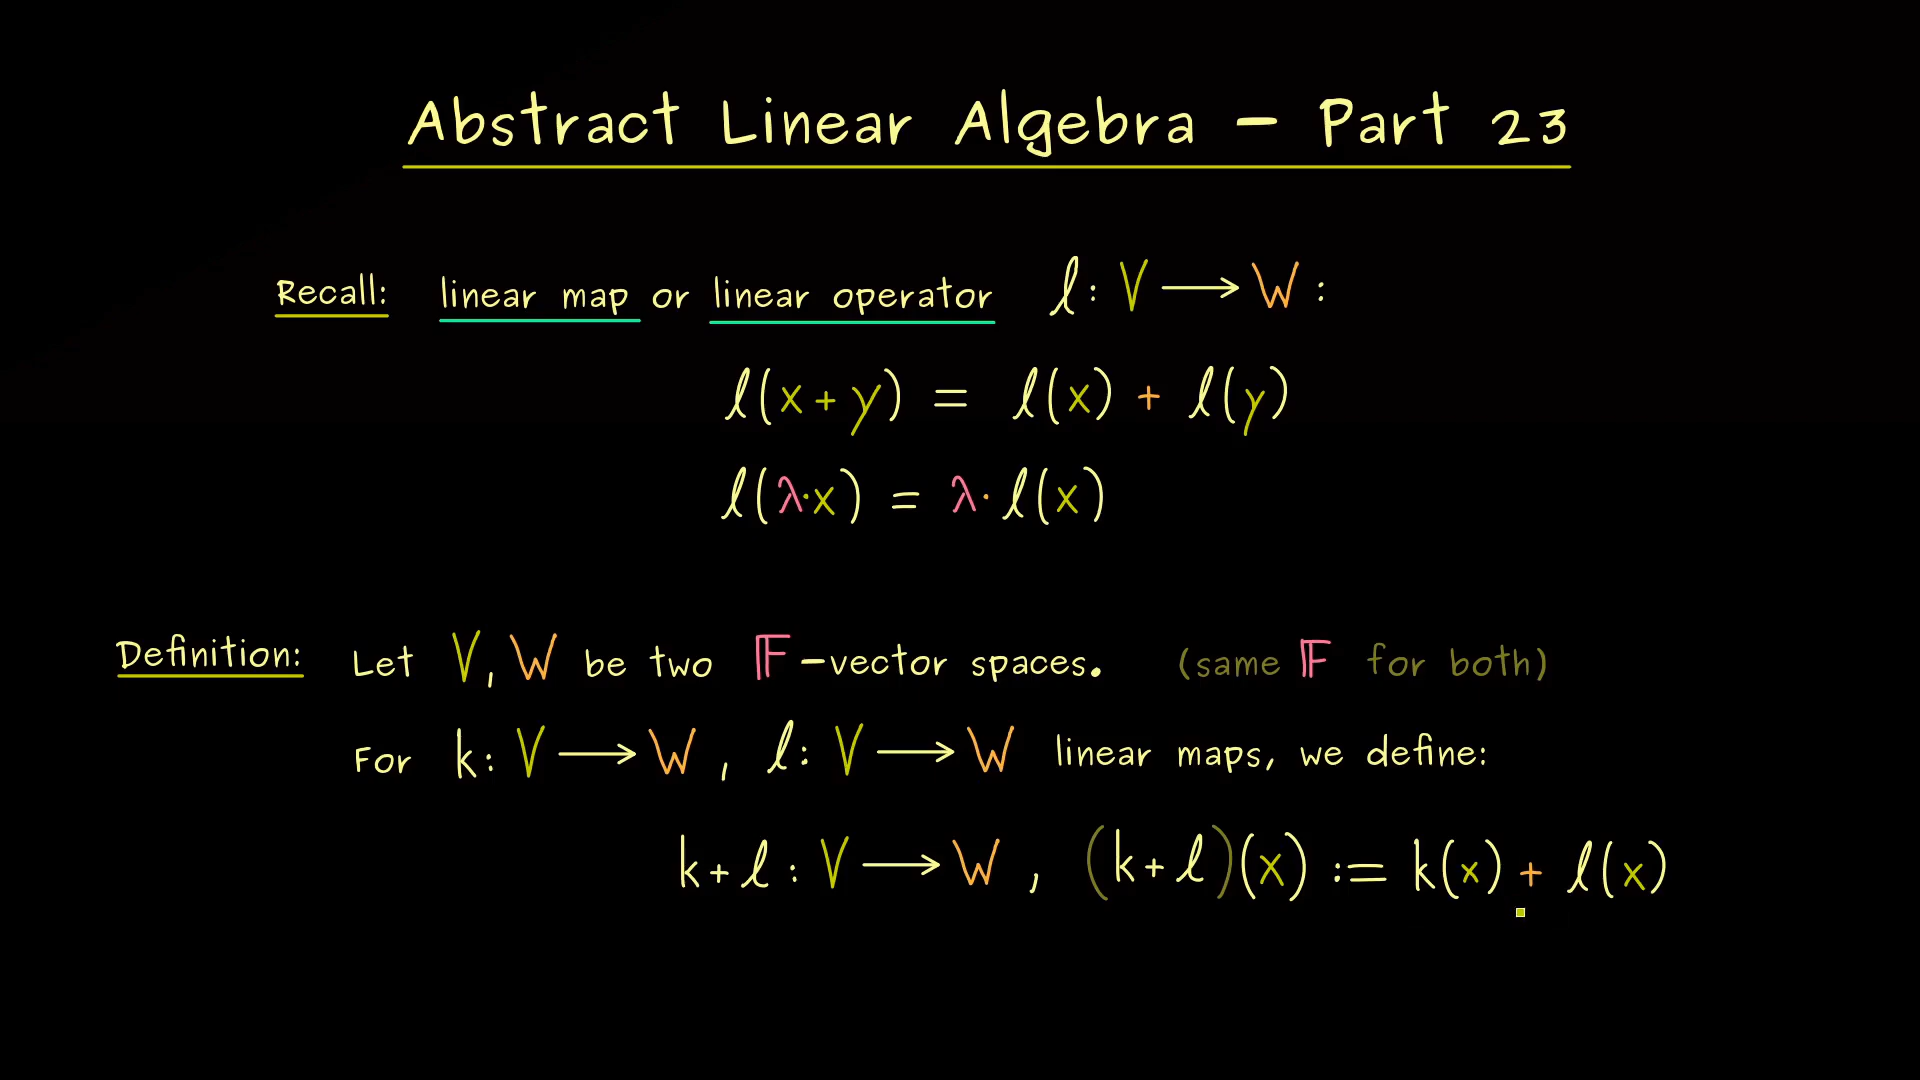 Abstract Linear Algebra – Part 23
Recall: linear map or linear operator ℓ: V ⟶ W :
ℓ(x + y) = ℓ(x) + ℓ(y)
ℓ(λ·x) = λ·ℓ(x)
Definition: Let V, W be two 𝔽-vector spaces. (same 𝔽 for both)
For k: V ⟶ W, ℓ: V ⟶ W linear maps, we define:
k + ℓ : V ⟶ W, (k + ℓ)(x) := k(x) + ℓ(x)